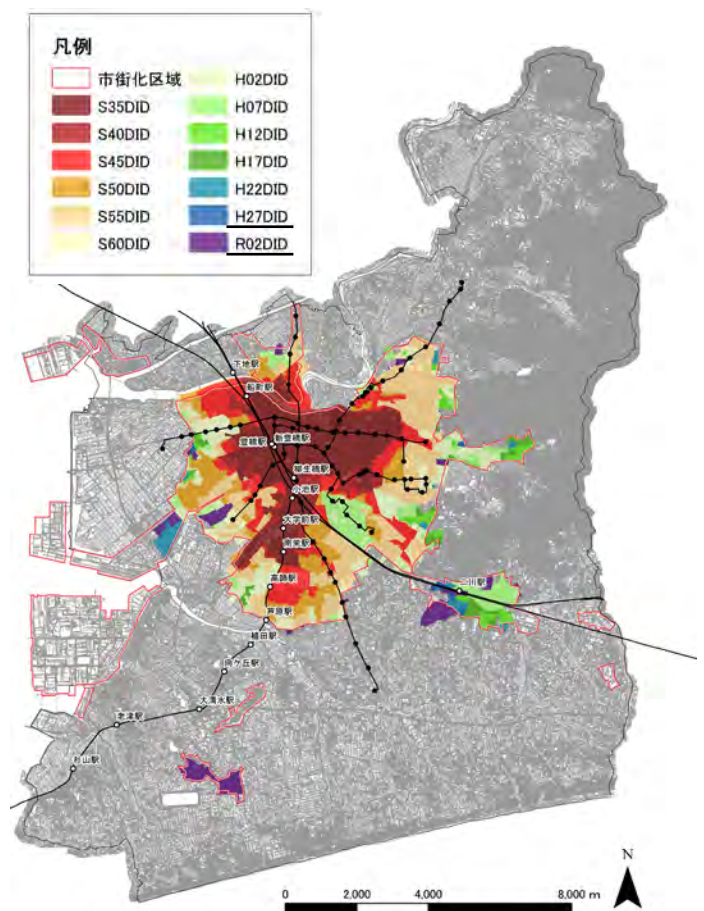 凡例
市街化区域
S35DID
S40DID
S45DID
S50DID
S55DID
S60DID
H02DID
H07DID
H12DID
H17DID
H22DID
H27DID
R02DID
下地駅
船町駅
豊橋駅
新豊橋駅
柳生橋駅
小池駅
大学前駅
南栄駅
高師駅
芦原駅
植田駅
向ケ丘駅
大清水駅
老津駅
杉山駅
二川駅
N
0 2,000 4,000 8,000 m